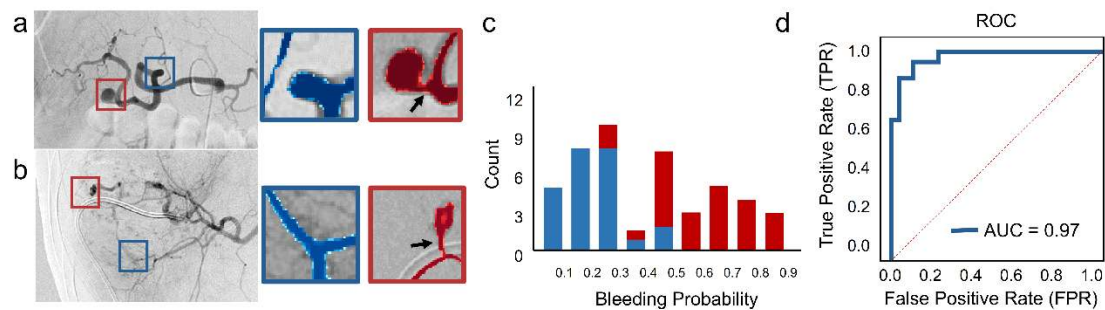 a
b
c
12
9
6
3
0
Count
0.1 0.2 0.3 0.4 0.5 0.6 0.7 0.8 0.9
Bleeding Probability
d
ROC
1.0
0.8
0.6
0.4
0.2
0.0
True Positive Rate (TPR)
AUC = 0.97
0.0 0.2 0.4 0.6 0.8 1.0
False Positive Rate (FPR)